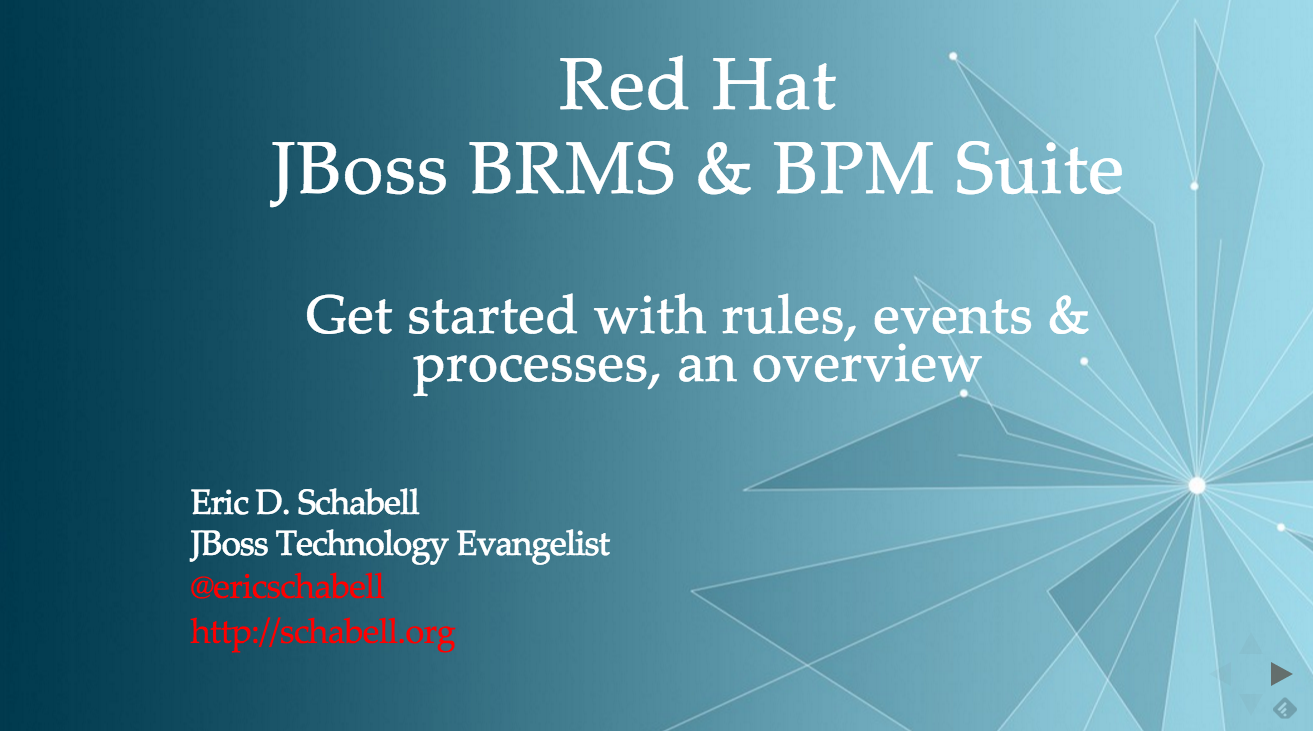 Red Hat
JBoss BRMS & BPM Suite
Get started with rules, events &
processes, an overview
Eric D. Schabell
JBoss Technology Evangelist
@ericschabell
http://schabell.org